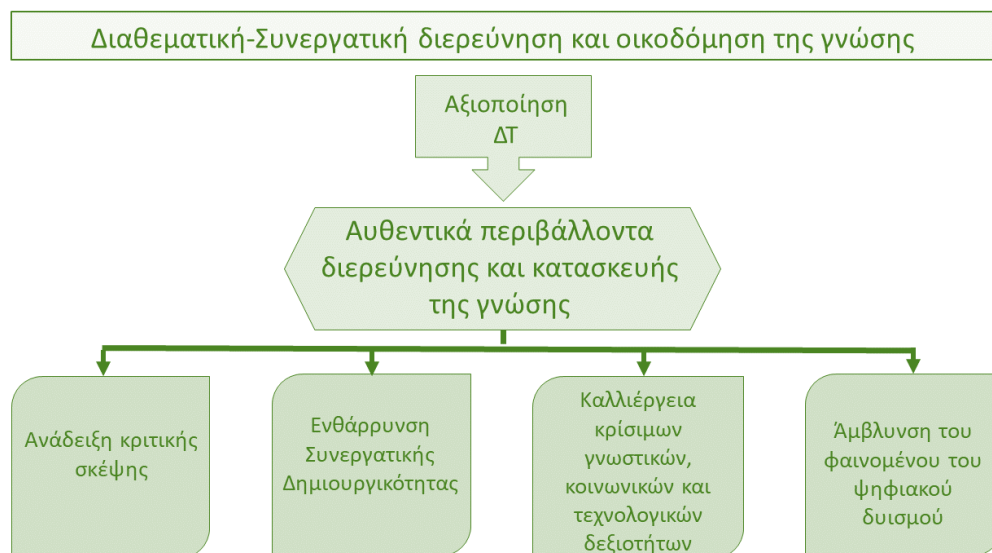 Διαθεματική-Συνεργατική διερεύνηση και οικοδόμηση της γνώσης
Αξιοποίηση
ΔΤ
Αυθεντικά περιβάλλοντα
διερεύνησης και κατασκευής
της γνώσης
Ανάδειξη κριτικής
σκέψης
Ενθάρρυνση
Συνεργατικής
Δημιουργικότητας
Καλλιέργεια
κρίσιμων
γνωστικών,
κοινωνικών και
τεχνολογικών
δεξιοτήτων
Άμβλυνση του
φαινομένου του
ψηφιακού
δυισμού